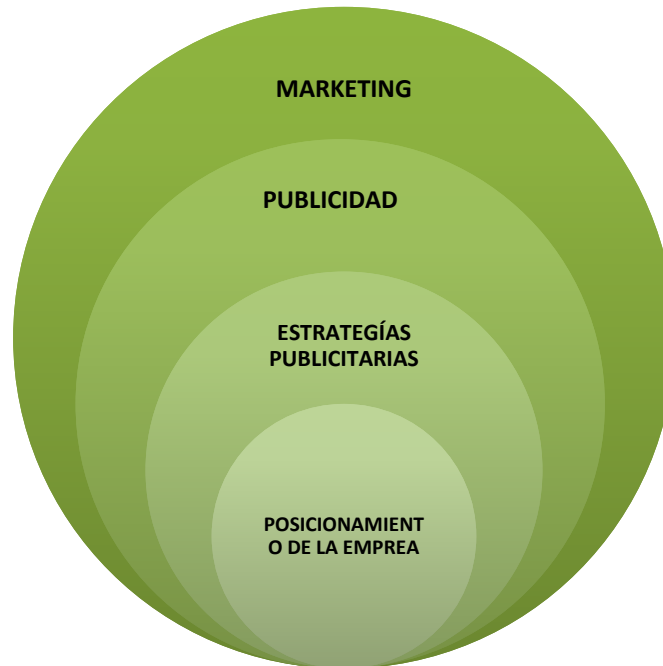 MARKETING
PUBLICIDAD
ESTRATEGÍAS
PUBLICITARIAS
POSICIONAMIENT
O DE LA EMPREA